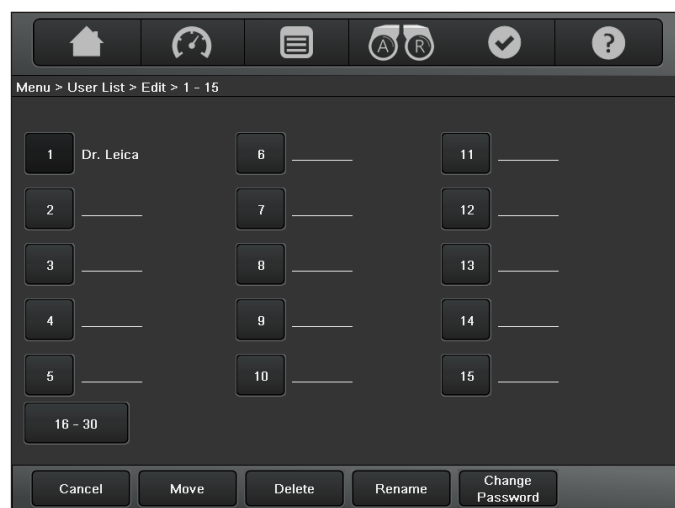 A R ?
Menu > User List > Edit > 1 - 15
1 Dr. Leica 6 11
2 7 12
3 8 13
4 9 14
5 10 15
16 - 30
Cancel Move Delete Rename Change Password